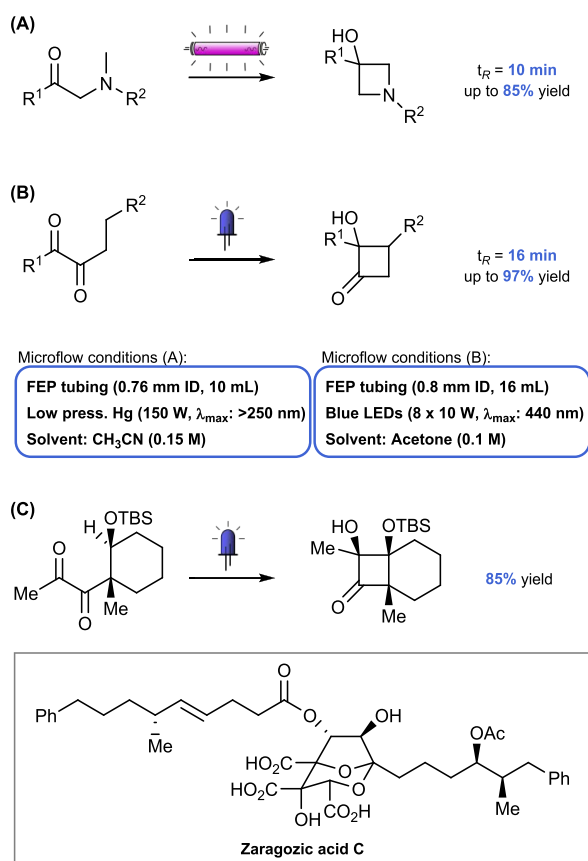 (A)
O
R¹
N
R²
HO
R¹
N
R²
t_R = 10 min
up to 85% yield
(B)
O
R¹
O
R²
HO
R¹
R²
O
t_R = 16 min
up to 97% yield
Microflow conditions (A):
FEP tubing (0.76 mm ID, 10 mL)
Low press. Hg (150 W, λmax: >250 nm)
Solvent: CH₃CN (0.15 M)
Microflow conditions (B):
FEP tubing (0.8 mm ID, 16 mL)
Blue LEDs (8 x 10 W, λmax: 440 nm)
Solvent: Acetone (0.1 M)
(C)
H
OTBS
O
Me
O
Me
HO
OTBS
Me
O
Me
85% yield
Ph
Me
O
O
OH
HO₂C
HO₂C
O
O
OH
CO₂H
OAc
Ph
Me
Zaragozic acid C